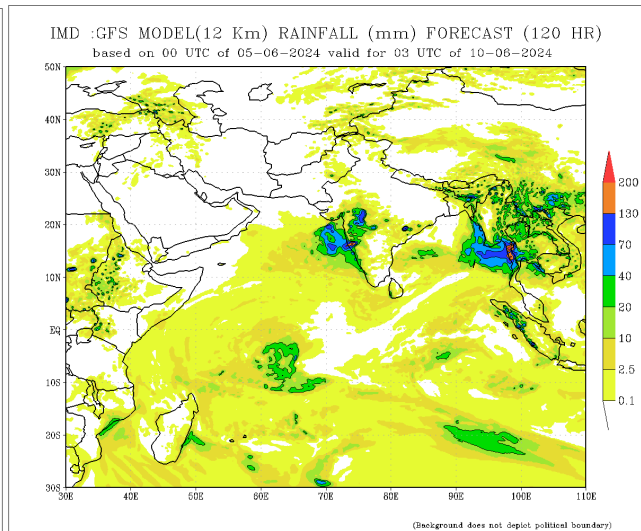 IMD :GFS MODEL(12 Km) RAINFALL (mm) FORECAST (120 HR)
based on 00 UTC of 05-06-2024 valid for 03 UTC of 10-06-2024
50N
40N
30N
20N
10N
EQ
10S
20S
30S
30E 40E 50E 60E 70E 80E 90E 100E 110E
200
130
70
40
20
10
2.5
0.1
(Background does not depict political boundary)